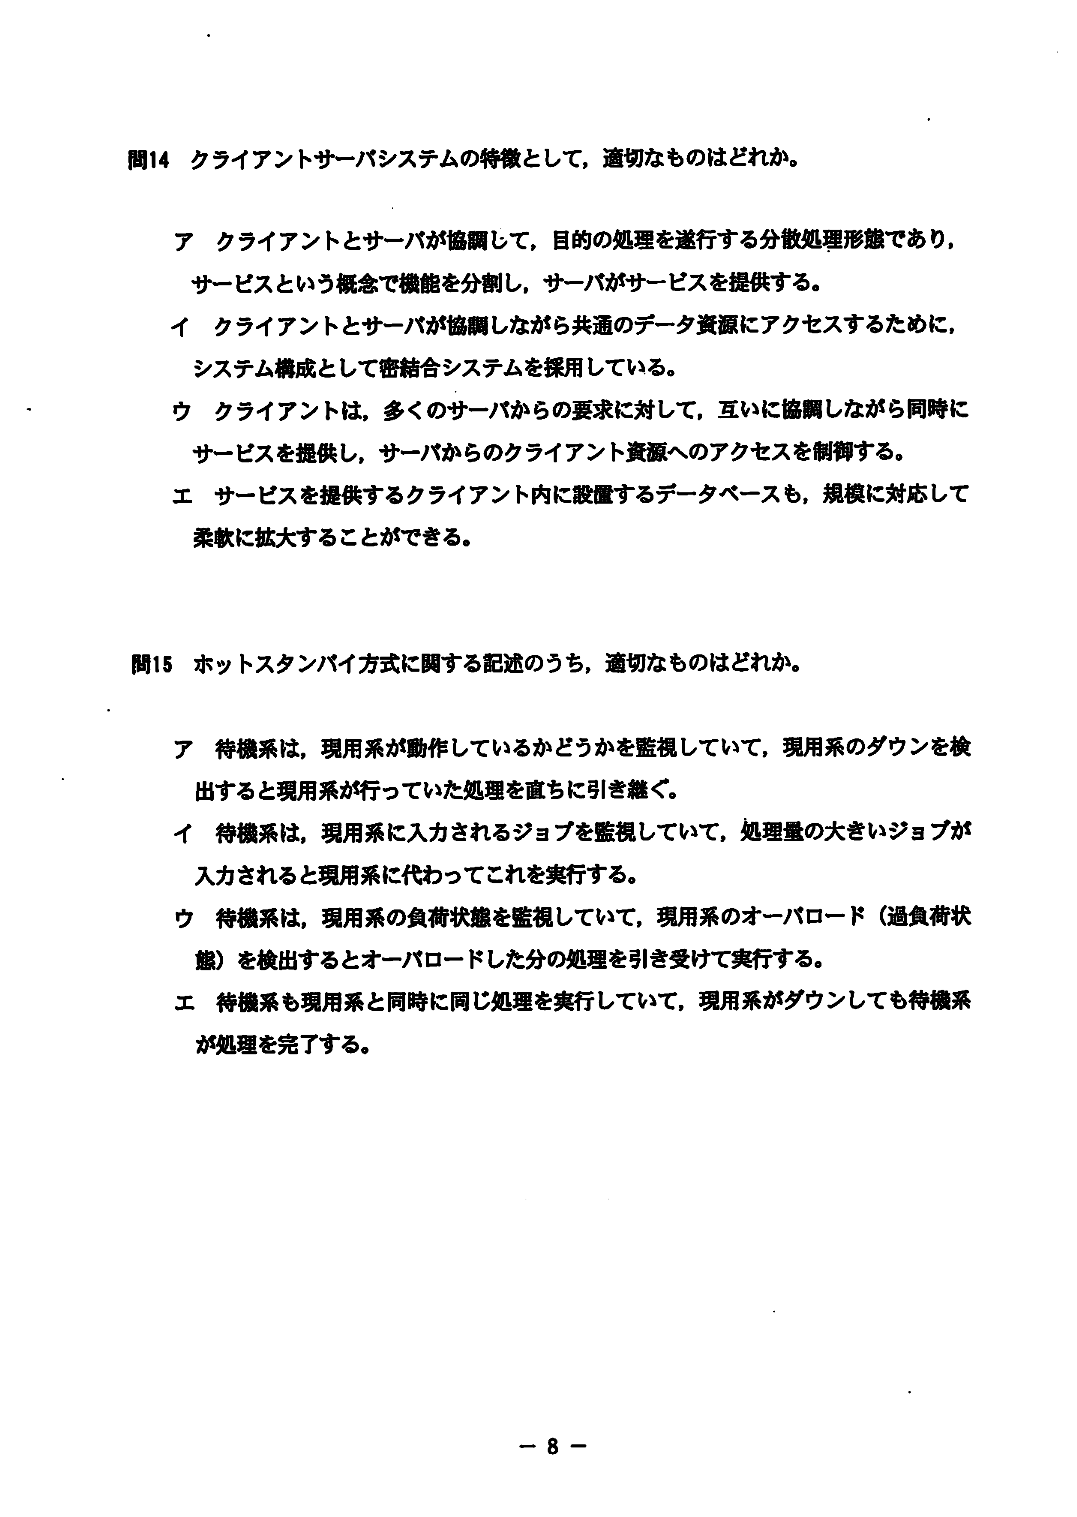 問14　クライアントサーバシステムの特徴として，適切なものはどれか。
ア　クライアントとサーバが協調して，目的の処理を遂行する分散処理形態であり，
サービスという概念で機能を分割し，サーバがサービスを提供する。
イ　クライアントとサーバが協調しながら共通のデータ資源にアクセスするために，
システム構成として密結合システムを採用している。
ウ　クライアントは，多くのサーバからの要求に対して，互いに協調しながら同時に
サービスを提供し，サーバからのクライアント資源へのアクセスを制御する。
エ　サービスを提供するクライアント内に設置するデータベースも，規模に対応して
柔軟に拡大することができる。
問15　ホットスタンバイ方式に関する記述のうち，適切なものはどれか。
ア　待機系は，現用系が動作しているかどうかを監視していて，現用系のダウンを検
出すると現用系が行っていた処理を直ちに引き継ぐ。
イ　待機系は，現用系に入力されるジョブを監視していて，処理量の大きいジョブが
入力されると現用系に代わってこれを実行する。
ウ　待機系は，現用系の負荷状態を監視していて，現用系のオーバロード（過負荷状
態）を検出するとオーバロードした分の処理を引き受けて実行する。
エ　待機系も現用系と同時に同じ処理を実行していて，現用系がダウンしても待機系
が処理を完了する。
－ 8 －